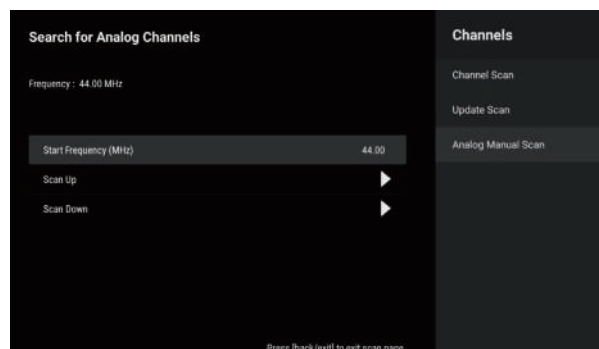 Search for Analog Channels
Frequency : 44.00 MHz
Start Frequency (MHz) 44.00
Scan Up
Scan Down
Press [back/exit] to exit scan page
Channels
Channel Scan
Update Scan
Analog Manual Scan